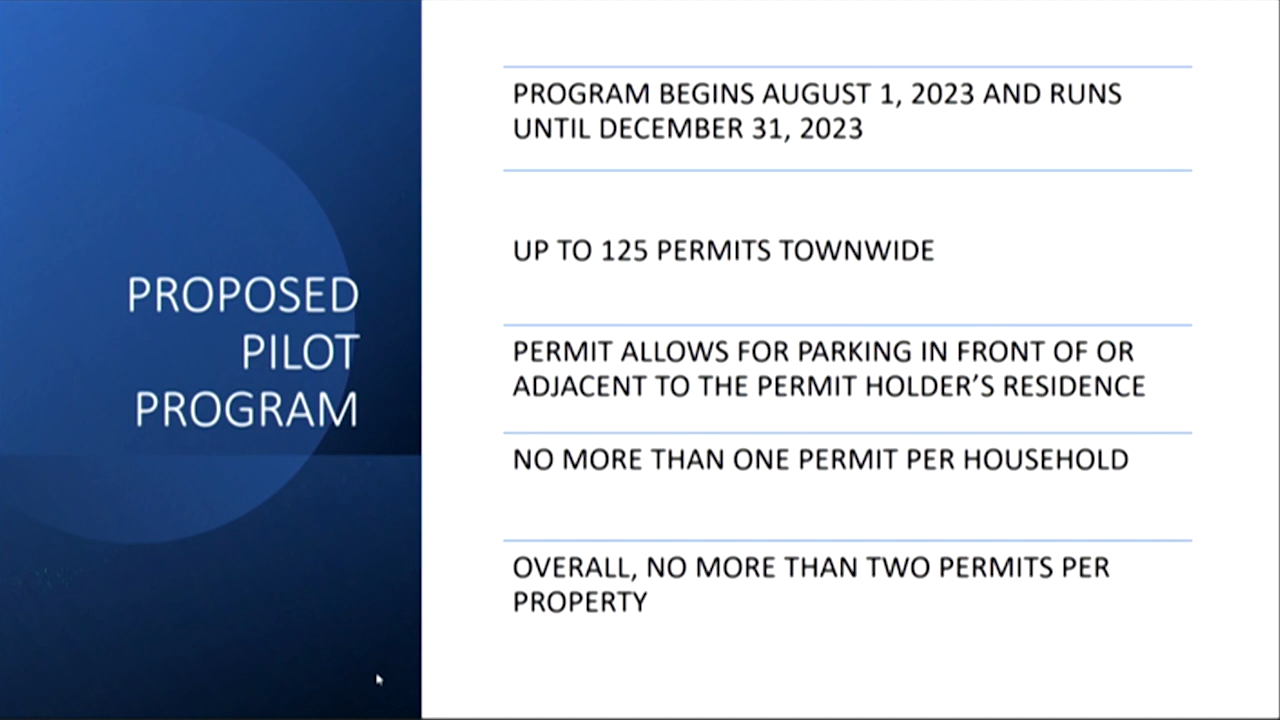 PROPOSED
PILOT
PROGRAM
PROGRAM BEGINS AUGUST 1, 2023 AND RUNS
UNTIL DECEMBER 31, 2023
UP TO 125 PERMITS TOWNWIDE
PERMIT ALLOWS FOR PARKING IN FRONT OF OR
ADJACENT TO THE PERMIT HOLDER’S RESIDENCE
NO MORE THAN ONE PERMIT PER HOUSEHOLD
OVERALL, NO MORE THAN TWO PERMITS PER
PROPERTY